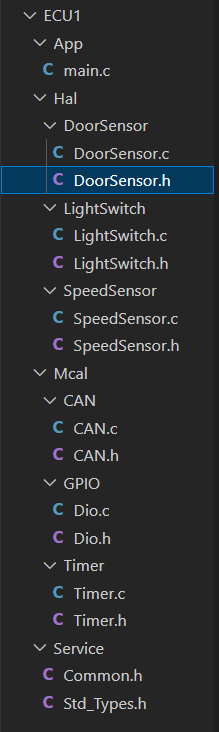 ECU1
App
C main.c
Hal
DoorSensor
C DoorSensor.c
C DoorSensor.h
LightSwitch
C LightSwitch.c
C LightSwitch.h
SpeedSensor
C SpeedSensor.c
C SpeedSensor.h
Mcal
CAN
C CAN.c
C CAN.h
GPIO
C Dio.c
C Dio.h
Timer
C Timer.c
C Timer.h
Service
C Common.h
C Std_Types.h